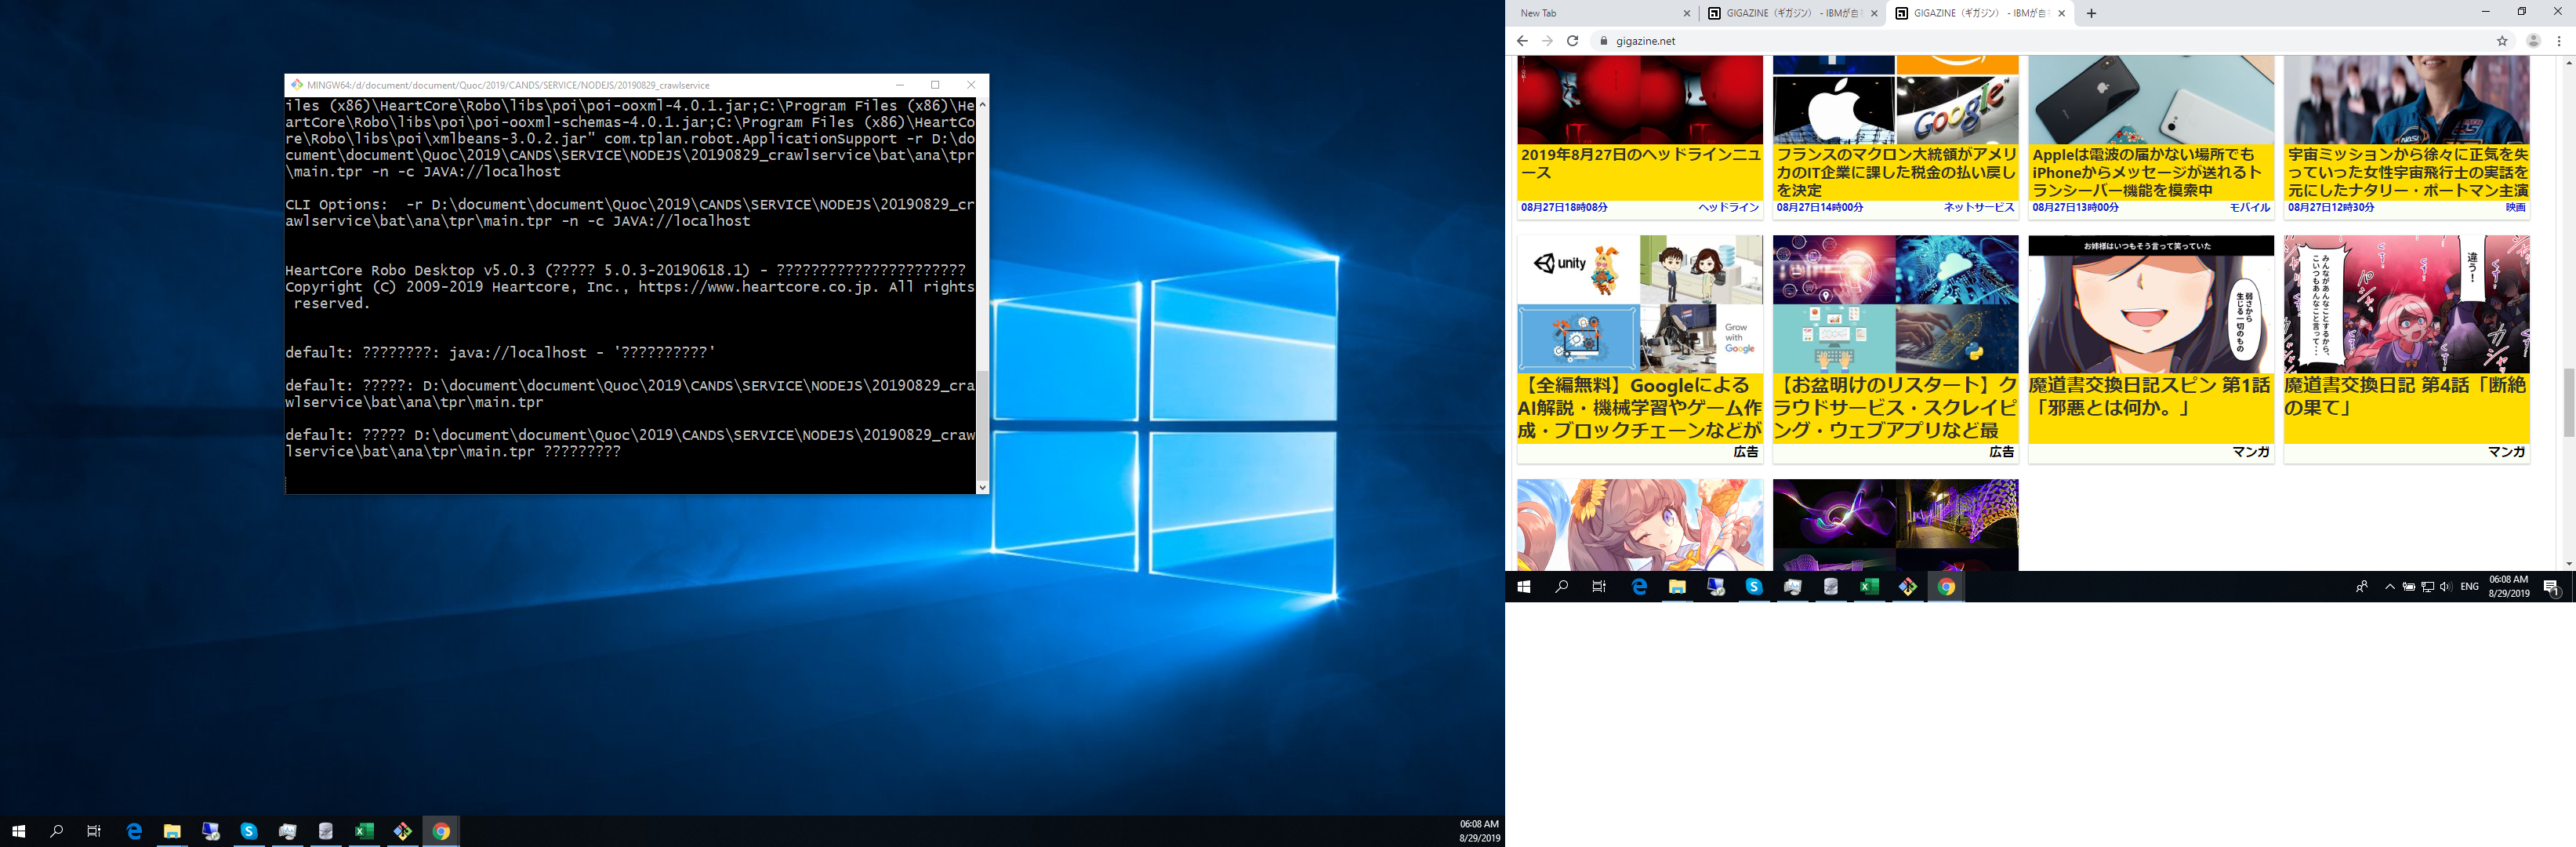 MINGW64:/d/document/document/Quoc/2019/CANDS/SERVICE/NODEJS/20190829_crawlservice
iles (x86)\HeartCore\Robo\libs\poi\poi-ooxml-4.0.1.jar;C:\Program Files (x86)\He
artCore\Robo\libs\poi\poi-ooxml-schemas-4.0.1.jar;C:\Program Files (x86)\HeartCo
re\Robo\libs\poi\xmlbeans-3.0.2.jar" com.tplan.robot.ApplicationSupport -r D:\do
cument\document\Quoc\2019\CANDS\SERVICE\NODEJS\20190829_crawlservice\bat\ana\tpr
\main.tpr -n -c JAVA://localhost
CLI Options:  -r D:\document\document\Quoc\2019\CANDS\SERVICE\NODEJS\20190829_cr
awlservice\bat\ana\tpr\main.tpr -n -c JAVA://localhost
HeartCore Robo Desktop v5.0.3 (????? 5.0.3-20190618.1) - ??????????????????????
Copyright (C) 2009-2019 Heartcore, Inc., https://www.heartcore.co.jp. All rights
 reserved.
default: ????????: java://localhost - '??????????'
default: ?????: D:\document\document\Quoc\2019\CANDS\SERVICE\NODEJS\20190829_cra
wlservice\bat\ana\tpr\main.tpr
default: ????? D:\document\document\Quoc\2019\CANDS\SERVICE\NODEJS\20190829_craw
lservice\bat\ana\tpr\main.tpr ?????????
06:08 AM
8/29/2019
New Tab
GIGAZINE（ギガジン） - IBMが自
GIGAZINE（ギガジン） - IBMが自
gigazine.net
Google
2019年8月27日のヘッドラインニュ
ース
08月27日18時08分 ヘッドライン
フランスのマクロン大統領がアメリ
カのIT企業に課した税金の払い戻し
を決定
08月27日14時00分 ネットサービス
Appleは電波の届かない場所でも
iPhoneからメッセージが送れるト
ランシーバー機能を模索中
08月27日13時00分 モバイル
宇宙ミッションから徐々に正気を失
っていった女性宇宙飛行士の実話を
元にしたナタリー・ポートマン主演
08月27日12時30分 映画
unity
Grow
with
Google
【全編無料】Googleによる
AI解説・機械学習やゲーム作
成・ブロックチェーンなどが
広告
【お盆明けのリスタート】ク
ラウドサービス・スクレイピ
ング・ウェブアプリなど最
広告
お姉様はいつもそう言って笑っていた
弱さから
生じる一切のもの
魔道書交換日記スピン 第1話
「邪悪とは何か。」
マンガ
違う！
みんながあんなことするから、
こいつもあんなこと言って…
魔道書交換日記 第4話「断絶
の果て」
マンガ
ENG
06:08 AM
8/29/2019
1